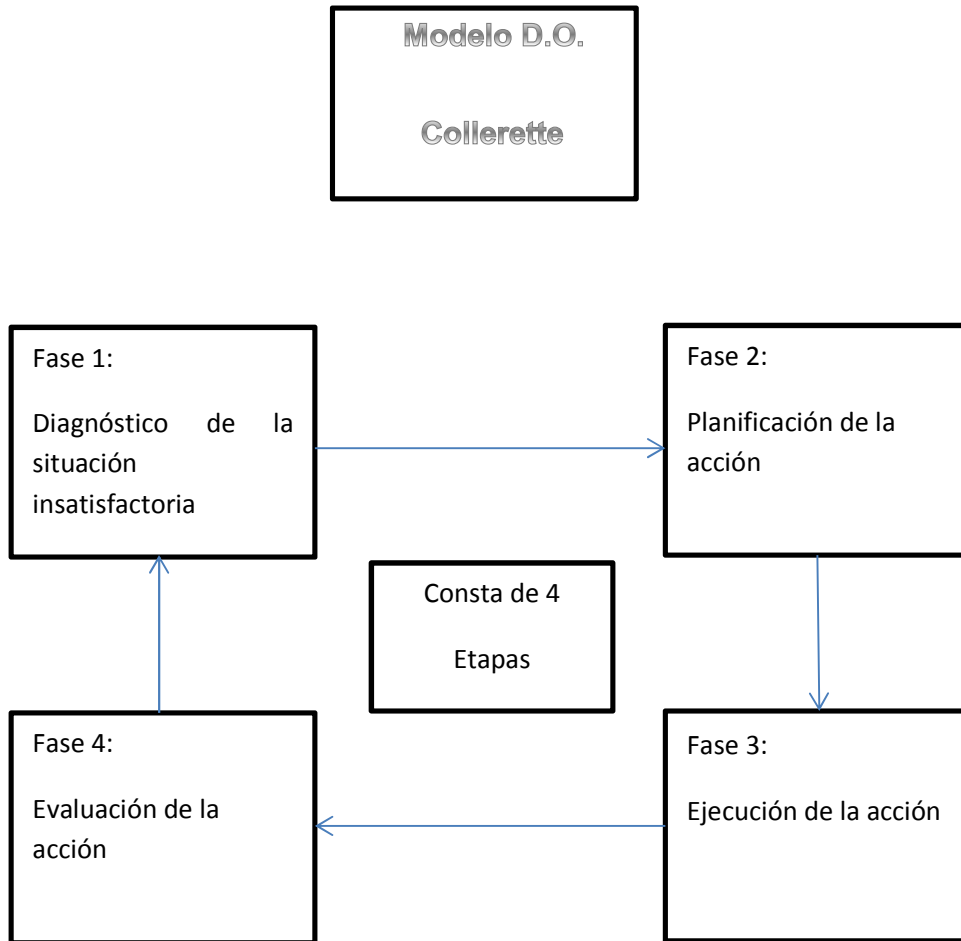 Modelo D.O.
Collerette
Fase 1:
Diagnóstico de la
situación
insatisfactoria
Fase 2:
Planificación de la
acción
Consta de 4
Etapas
Fase 4:
Evaluación de la
acción
Fase 3:
Ejecución de la acción